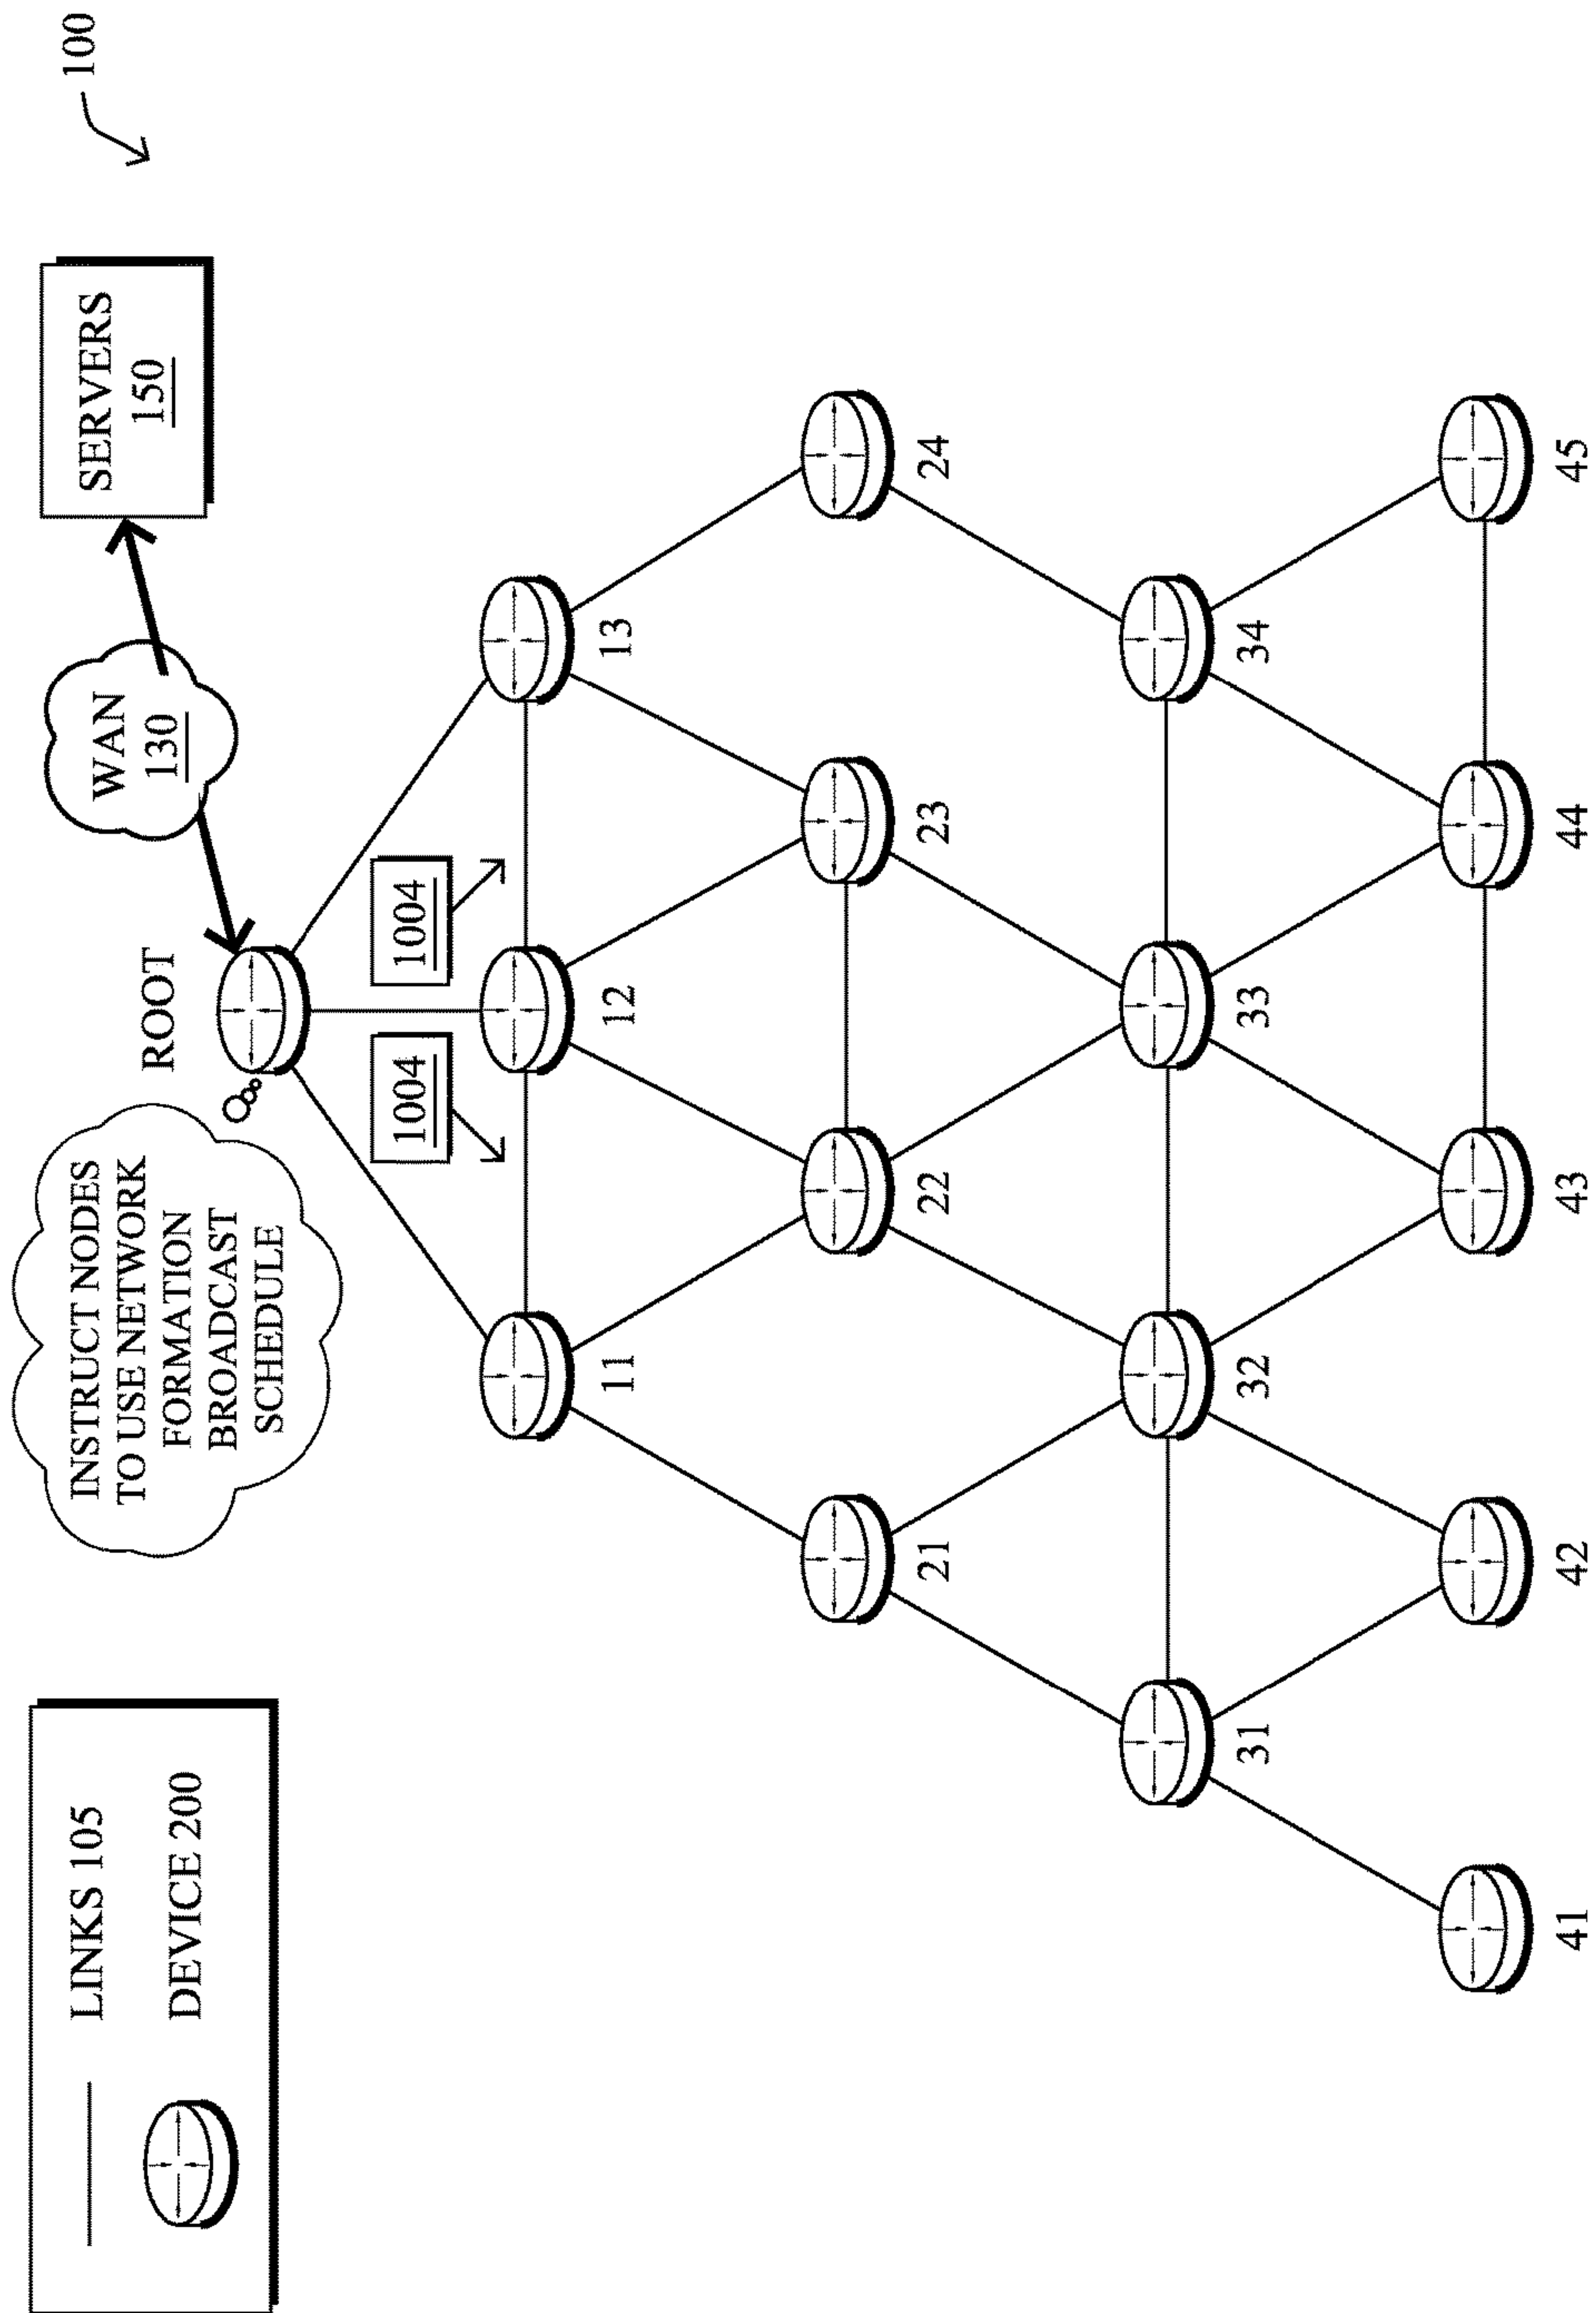 LINKS 105
DEVICE 200
INSTRUCT NODES
TO USE NETWORK
FORMATION
BROADCAST
SCHEDULE
ROOT
WAN
130
SERVERS
150
100
1004
1004
11
12
13
21
22
23
24
31
32
33
34
41
42
43
44
45